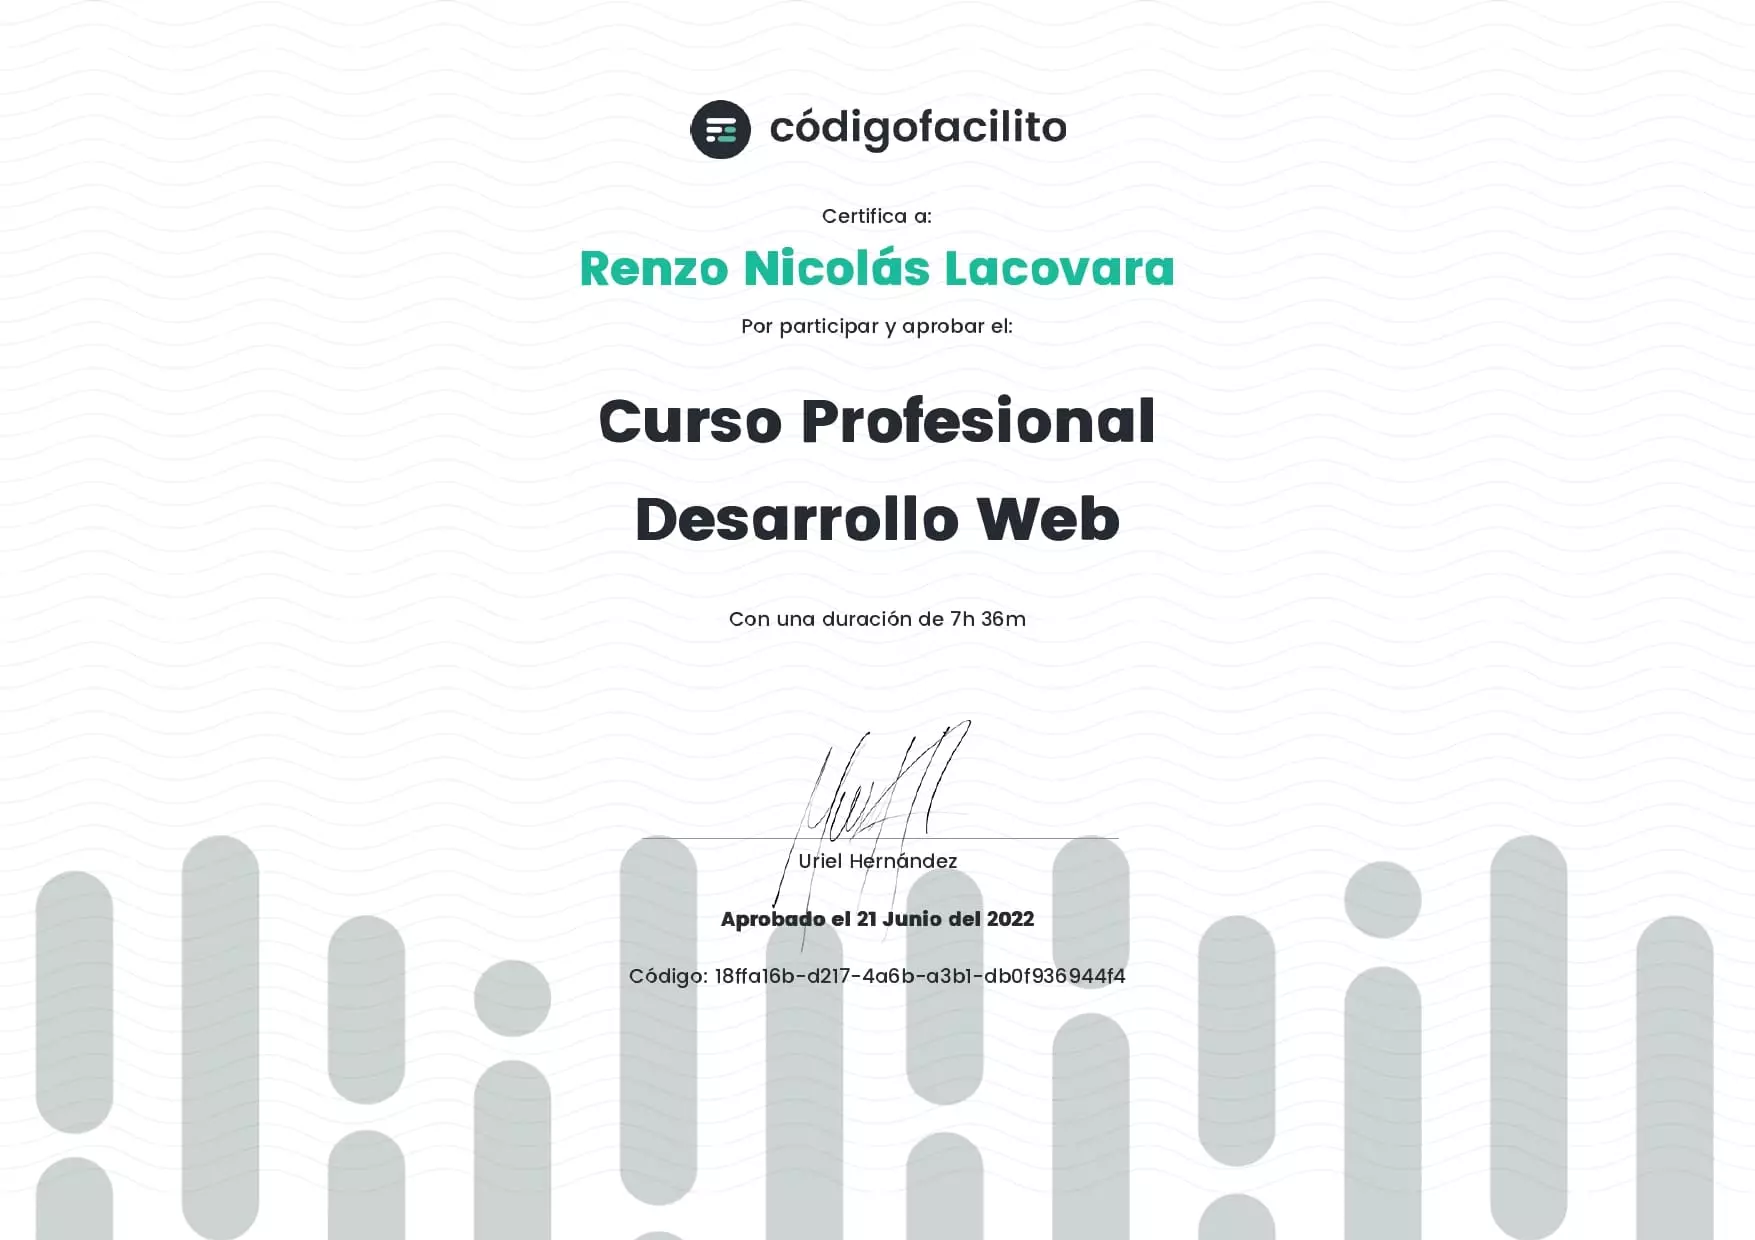 códigofacilito
Certifica a:
Renzo Nicolás Lacovara
Por participar y aprobar el:
Curso Profesional
Desarrollo Web
Con una duración de 7h 36m
Uriel Hernández
Aprobado el 21 Junio del 2022
Código: 18ffa16b-d217-4a6b-a3b1-db0f936944f4